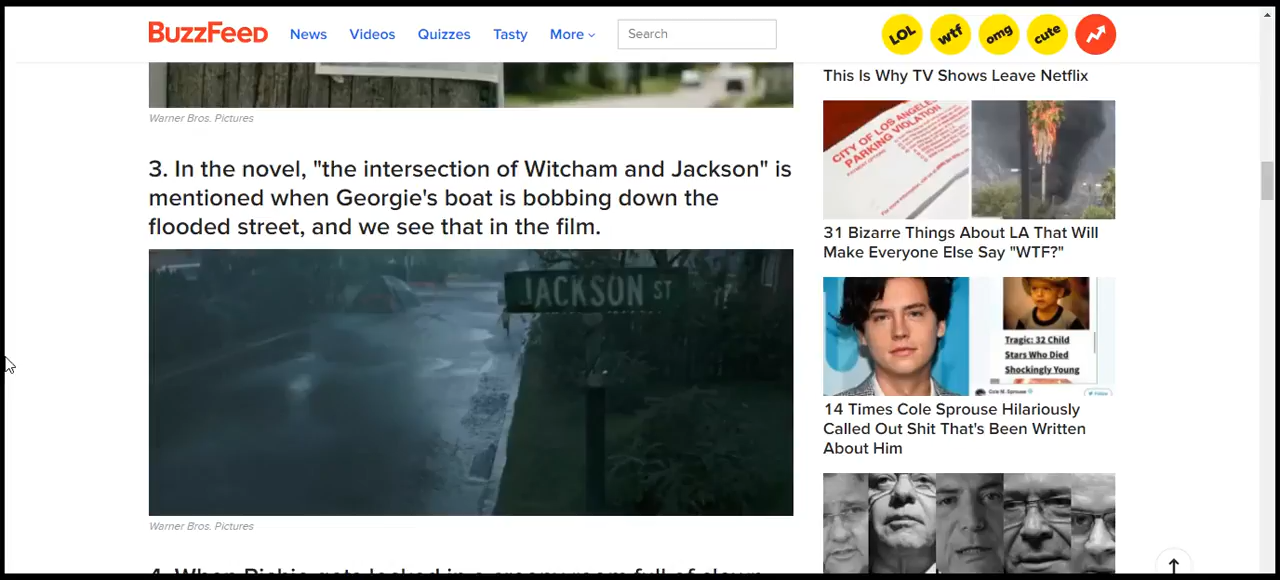 BuzzFeed
News
Videos
Quizzes
Tasty
More
Search
LOL
wtf
omg
cute
Warner Bros. Pictures
3. In the novel, "the intersection of Witcham and Jackson" is
mentioned when Georgie's boat is bobbing down the
flooded street, and we see that in the film.
JACKSON ST
Warner Bros. Pictures
This Is Why TV Shows Leave Netflix
CITY OF LOS ANGELES
PARKING VIOLATION
31 Bizarre Things About LA That Will
Make Everyone Else Say "WTF?"
Tragic: 32 Child
Stars Who Died
Shockingly Young
14 Times Cole Sprouse Hilariously
Called Out Shit That's Been Written
About Him